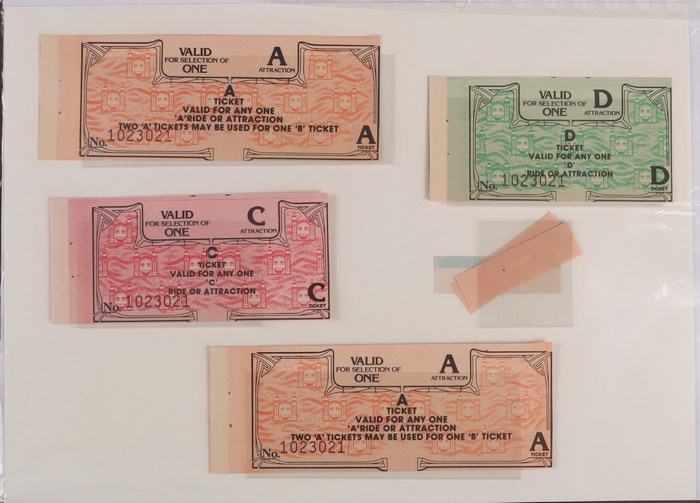 VALID
FOR SELECTION OF
ONE
A
ATTRACTION
A
TICKET
VALID FOR ANY ONE
'A'RIDE OR ATTRACTION
TWO 'A' TICKETS MAY BE USED FOR ONE 'B' TICKET
No. 1023021
A
TICKET
VALID
FOR SELECTION OF
ONE
D
ATTRACTION
D
TICKET
VALID FOR ANY ONE
'D'
RIDE OR ATTRACTION
No. 1023021
D
TICKET
VALID
FOR SELECTION OF
ONE
C
ATTRACTION
C
TICKET
VALID FOR ANY ONE
'C'
RIDE OR ATTRACTION
No. 1023021
C
TICKET
VALID
FOR SELECTION OF
ONE
A
ATTRACTION
A
TICKET
VALID FOR ANY ONE
'A'RIDE OR ATTRACTION
TWO 'A' TICKETS MAY BE USED FOR ONE 'B' TICKET
No. 1023021
A
TICKET